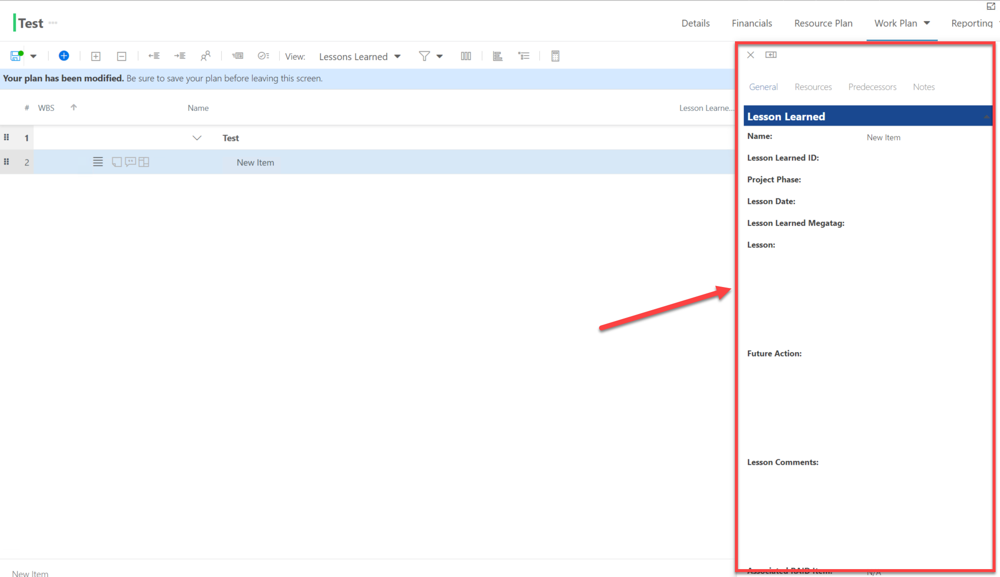 Test
Details Financials Resource Plan Work Plan Reporting
View: Lessons Learned
Your plan has been modified. Be sure to save your plan before leaving this screen.
# WBS Name Lesson Learne...
1 Test
2 New Item
New Item
General Resources Predecessors Notes
Lesson Learned
Name: New Item
Lesson Learned ID:
Project Phase:
Lesson Date:
Lesson Learned Megatag:
Lesson:
Future Action:
Lesson Comments:
Associated RAID Item: N/A